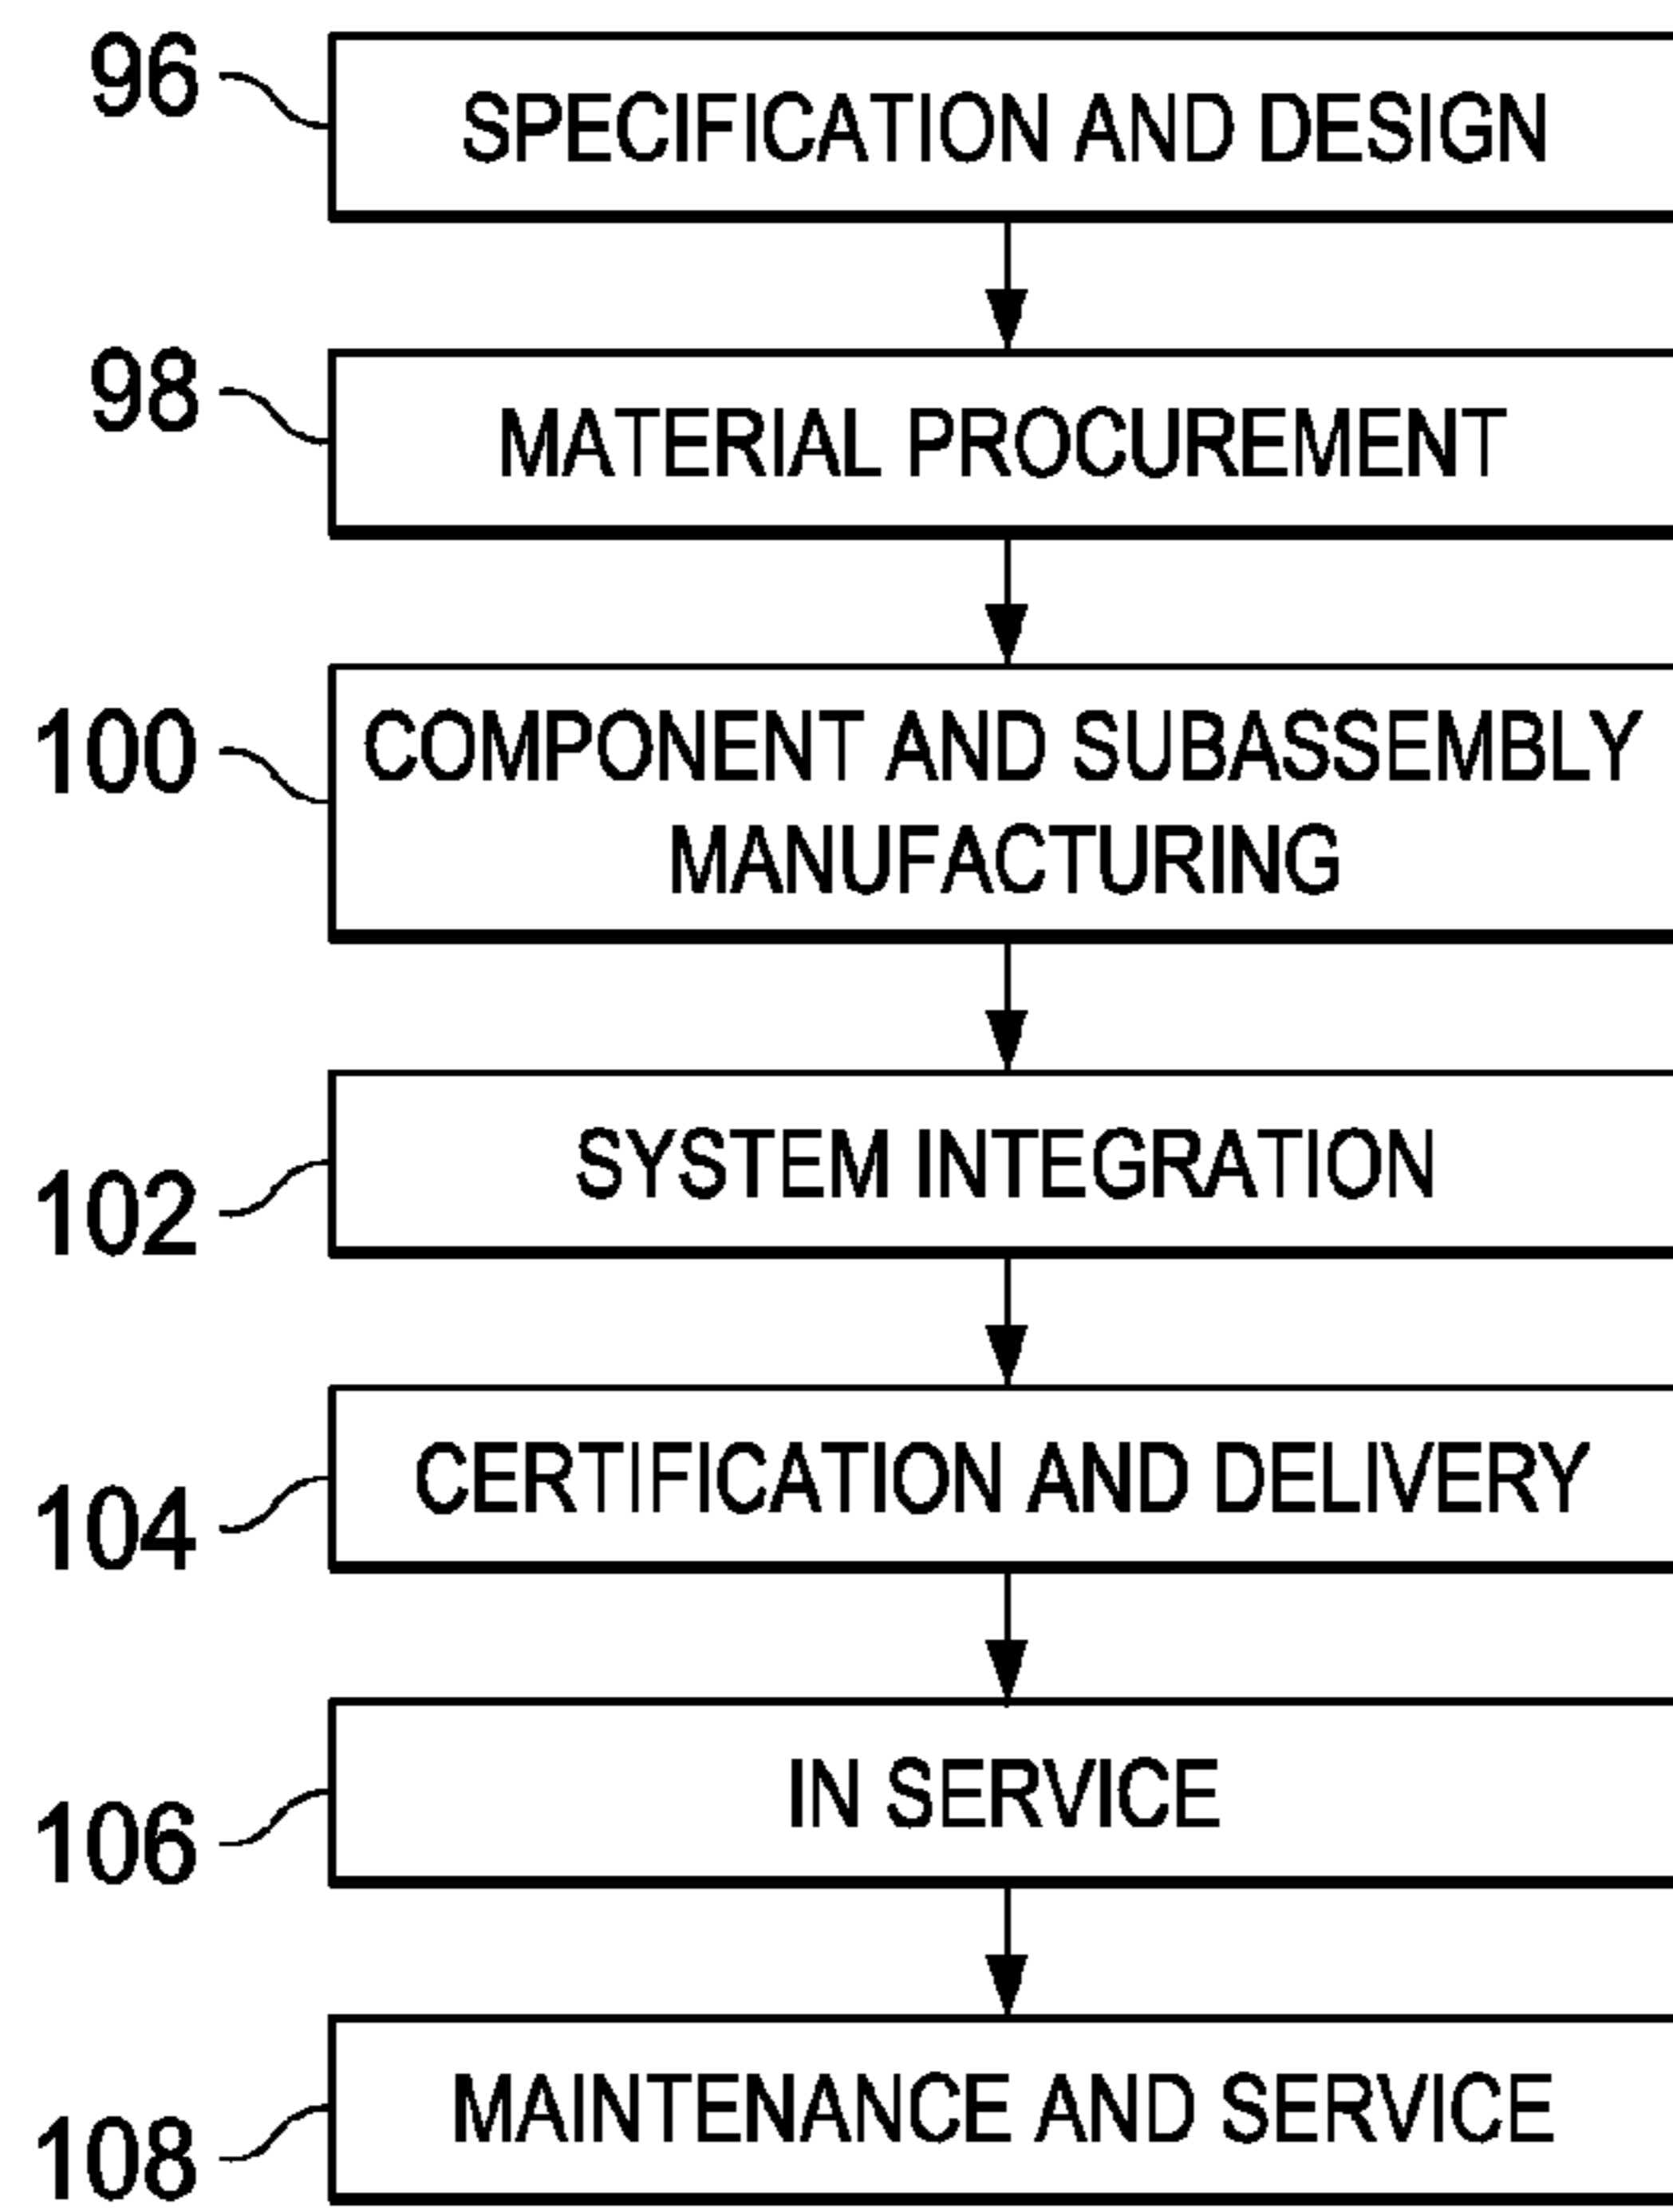 96
SPECIFICATION AND DESIGN
98
MATERIAL PROCUREMENT
100
COMPONENT AND SUBASSEMBLY
MANUFACTURING
102
SYSTEM INTEGRATION
104
CERTIFICATION AND DELIVERY
106
IN SERVICE
108
MAINTENANCE AND SERVICE